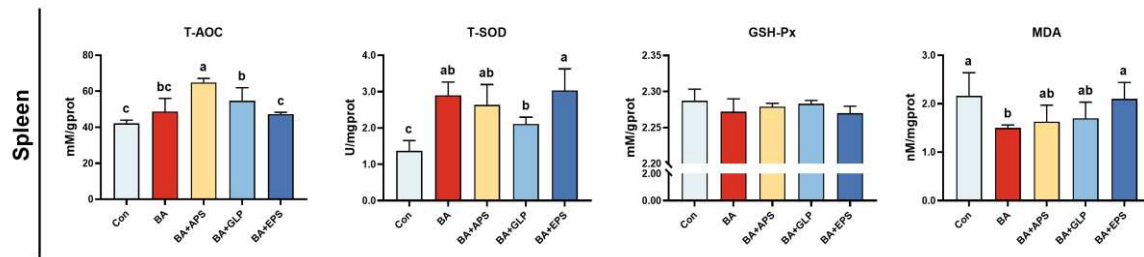 Spleen
T-AOC
mM/gprot
80
60
40
20
0
c
bc
a
b
c
Con
BA
BA+APS
BA+GLP
BA+EPS
T-SOD
U/mgprot
4.0
3.0
2.0
1.0
0.0
c
ab
ab
b
a
Con
BA
BA+APS
BA+GLP
BA+EPS
GSH-Px
mM/gprot
2.35
2.30
2.25
2.20
2.00
0.00
Con
BA
BA+APS
BA+GLP
BA+EPS
MDA
nM/mgprot
3.0
2.0
1.0
0.0
a
b
ab
ab
a
Con
BA
BA+APS
BA+GLP
BA+EPS